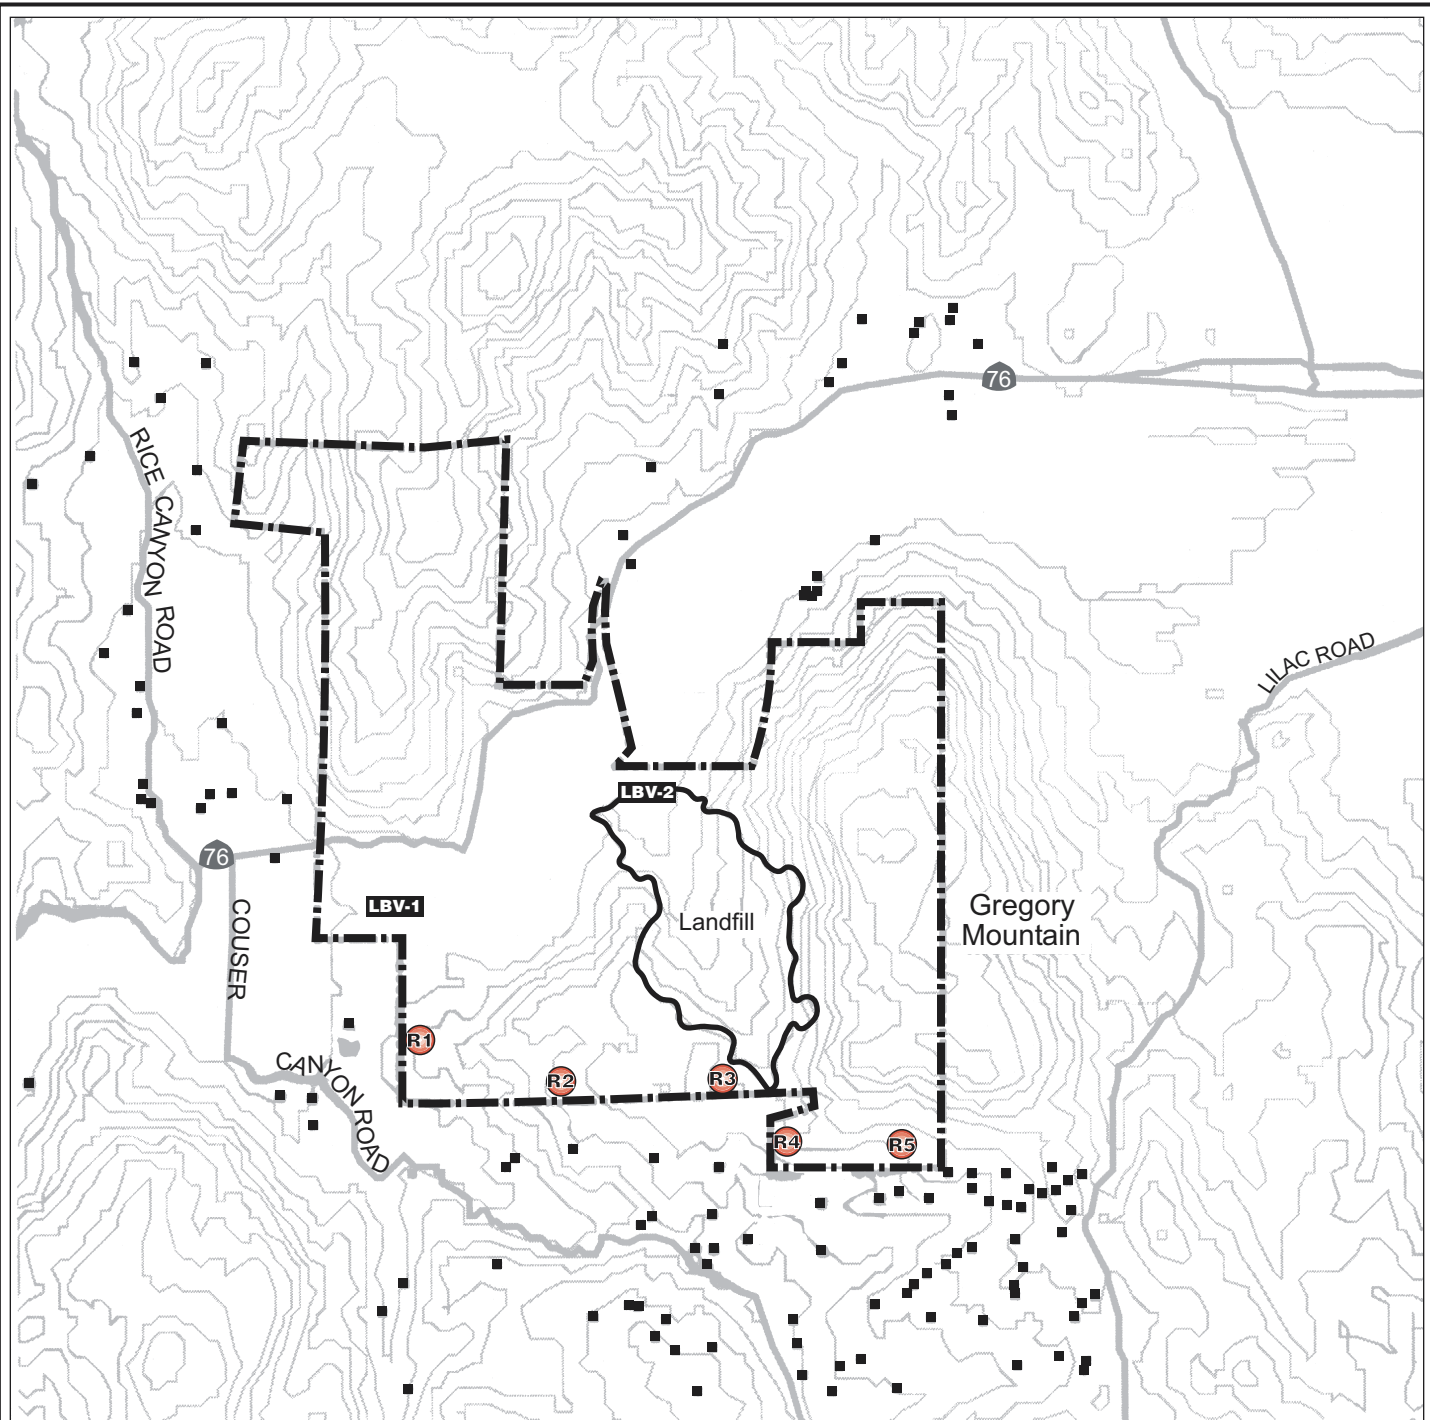 76
RICE CANYON ROAD
LILAC ROAD
LBV-2
76
LBV-1
COUSER
CANYON ROAD
Landfill
Gregory
Mountain
R1
R2
R3
R4
R5